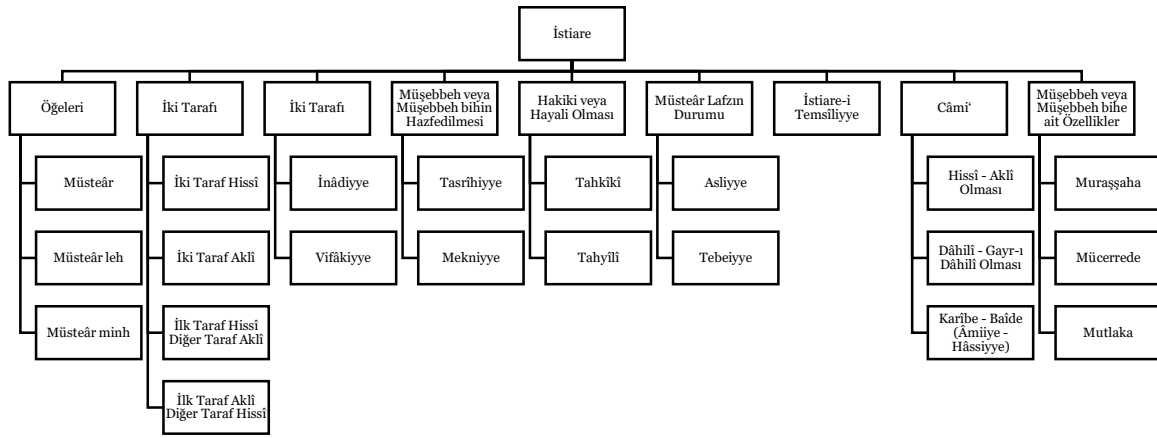 İstiare
Öğeleri
Müsteâr
Müsteâr leh
Müsteâr minh
İki Tarafı
İki Taraf Hissî
İki Taraf Aklî
İlk Taraf Hissî
Diğer Taraf Aklî
İlk Taraf Aklî
Diğer Taraf Hissî
İki Tarafı
İnâdiyye
Vifâkiyye
Müşebbeh veya
Müşebbeh bihin
Hazfedilmesi
Tasrîhiyye
Mekniyye
Hakiki veya
Hayali Olması
Tahkîkî
Tahyîlî
Müsteâr Lafzın
Durumu
Asliyye
Tebeiyye
İstiare-i
Temsîliyye
Câmi‘
Hissî - Aklî
Olması
Dâhilî - Gayr-ı
Dâhilî Olması
Karîbe - Baîde
(Âmiiye -
Hâssiyye)
Müşebbeh veya
Müşebbeh bihe
ait Özellikler
Muraşşaha
Mücerrede
Mutlaka